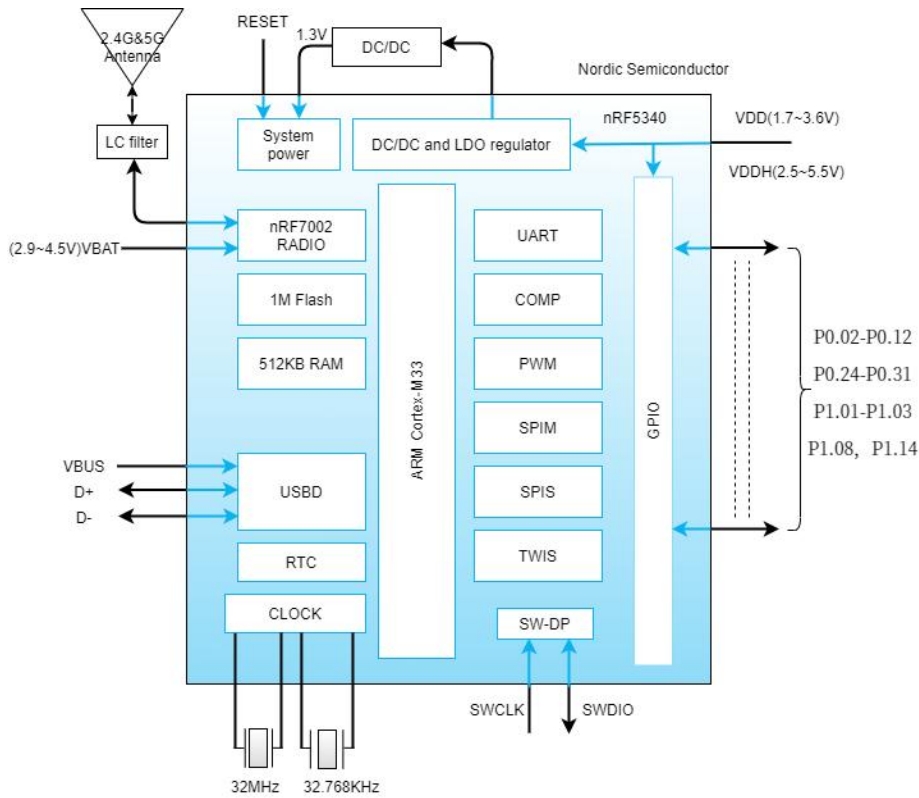 RESET
2.4G&5G
Antenna
1.3V
DC/DC
Nordic Semiconductor
LC filter
System
power
DC/DC and LDO regulator
nRF5340
VDD(1.7~3.6V)
VDDH(2.5~5.5V)
nRF7002
RADIO
(2.9~4.5V)VBAT
UART
1M Flash
COMP
512KB RAM
PWM
ARM Cortex-M33
GPIO
P0.02-P0.12
P0.24-P0.31
P1.01-P1.03
P1.08, P1.14
SPIM
VBUS
D+
D-
USBD
SPIS
RTC
TWIS
CLOCK
SW-DP
SWCLK
SWDIO
32MHz
32.768KHz